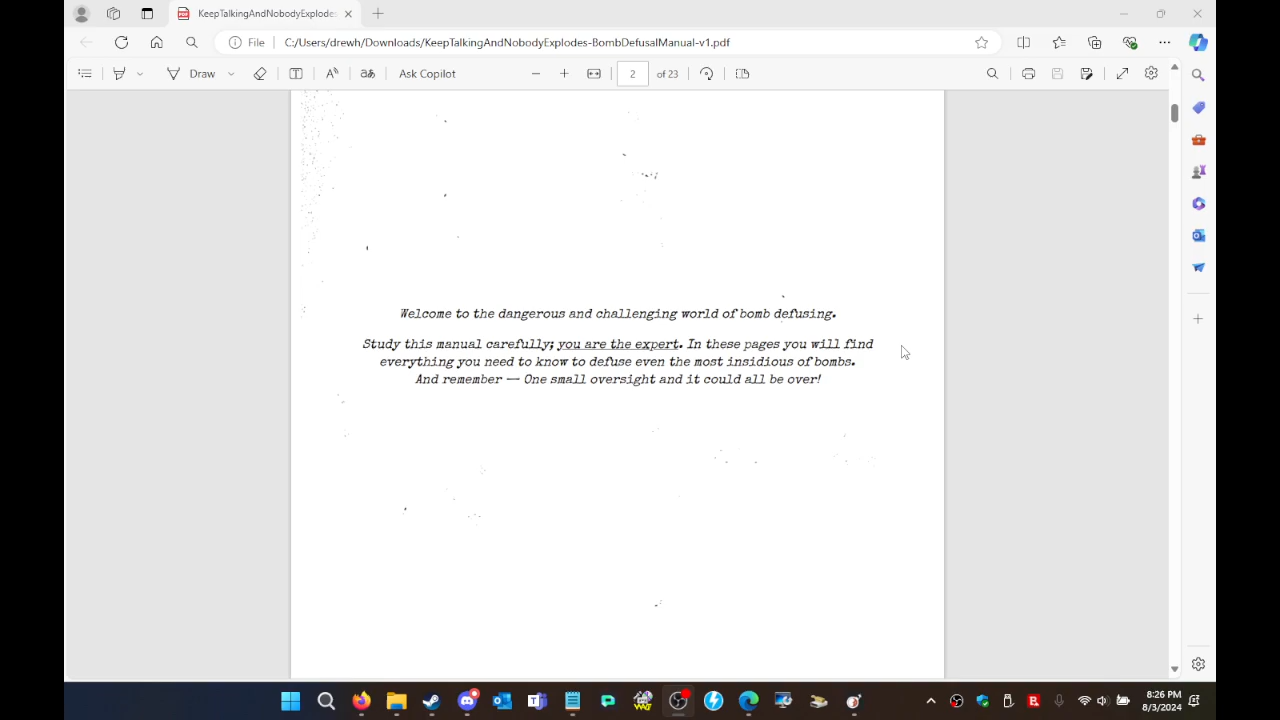 KeepTalkingAndNobodyExplodes
File
C:/Users/drewh/Downloads/KeepTalkingAndNobodyExplodes-BombDefusalManual-v1.pdf
Draw
Ask Copilot
2
of 23
Welcome to the dangerous and challenging world of bomb defusing.
Study this manual carefully; you are the expert. In these pages you will find
everything you need to know to defuse even the most insidious of bombs.
And remember — One small oversight and it could all be over!
8:26 PM
8/3/2024